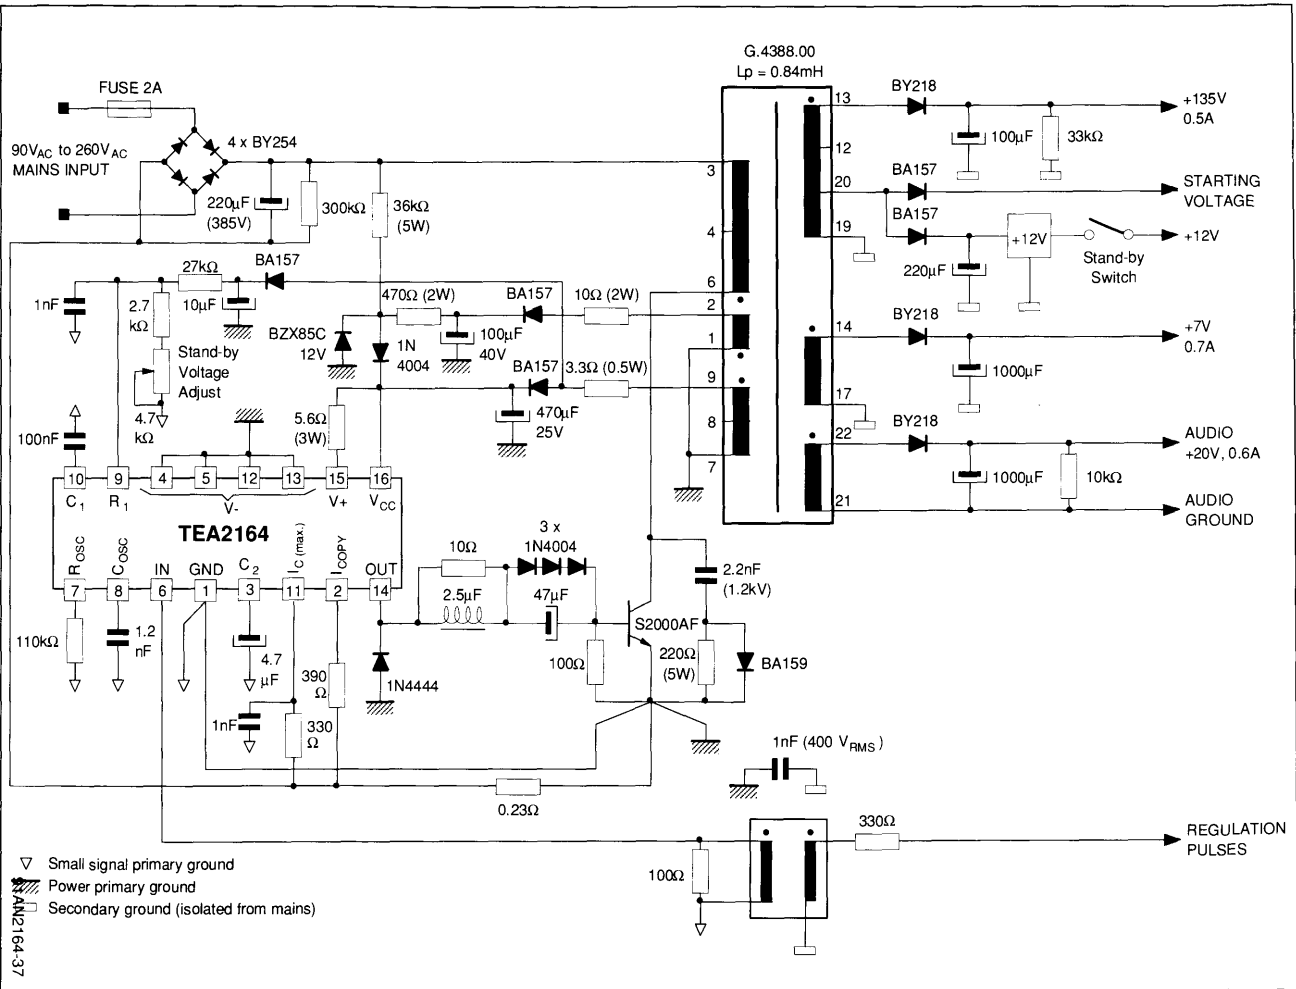 G.4388.00
Lp = 0.84mH
FUSE 2A
4 x BY254
90VAC to 260VAC
MAINS INPUT
220µF
(385V)
300kΩ
36kΩ
(5W)
13
12
20
19
14
17
22
21
3
4
6
2
1
9
8
7
BY218
100µF
33kΩ
+135V
0.5A
BA157
STARTING
VOLTAGE
BA157
+12V
+12V
220µF
Stand-by
Switch
BY218
+7V
0.7A
1000µF
BY218
AUDIO
+20V, 0.6A
1000µF
10kΩ
AUDIO
GROUND
27kΩ
BA157
1nF
2.7
kΩ
10µF
Stand-by
Voltage
Adjust
4.7
kΩ
BZX85C
12V
470Ω (2W)
1N
4004
100µF
40V
BA157
10Ω (2W)
BA157
3.3Ω (0.5W)
470µF
25V
5.6Ω
(3W)
100nF
10
9
4
5
12
13
15
16
C1
R1
V-
V+
VCC
TEA2164
ROSC
COSC
IN
GND
C2
IC (max.)
ICOPY
OUT
7
8
6
1
3
11
2
14
110kΩ
1.2
nF
4.7
µF
1nF
330
Ω
390
Ω
1N4444
10Ω
2.5µF
3 x
1N4004
47µF
100Ω
S2000AF
2.2nF
(1.2kV)
220Ω
(5W)
BA159
0.23Ω
1nF (400 VRMS)
330Ω
100Ω
REGULATION
PULSES
Small signal primary ground
Power primary ground
Secondary ground (isolated from mains)
AN2164-37